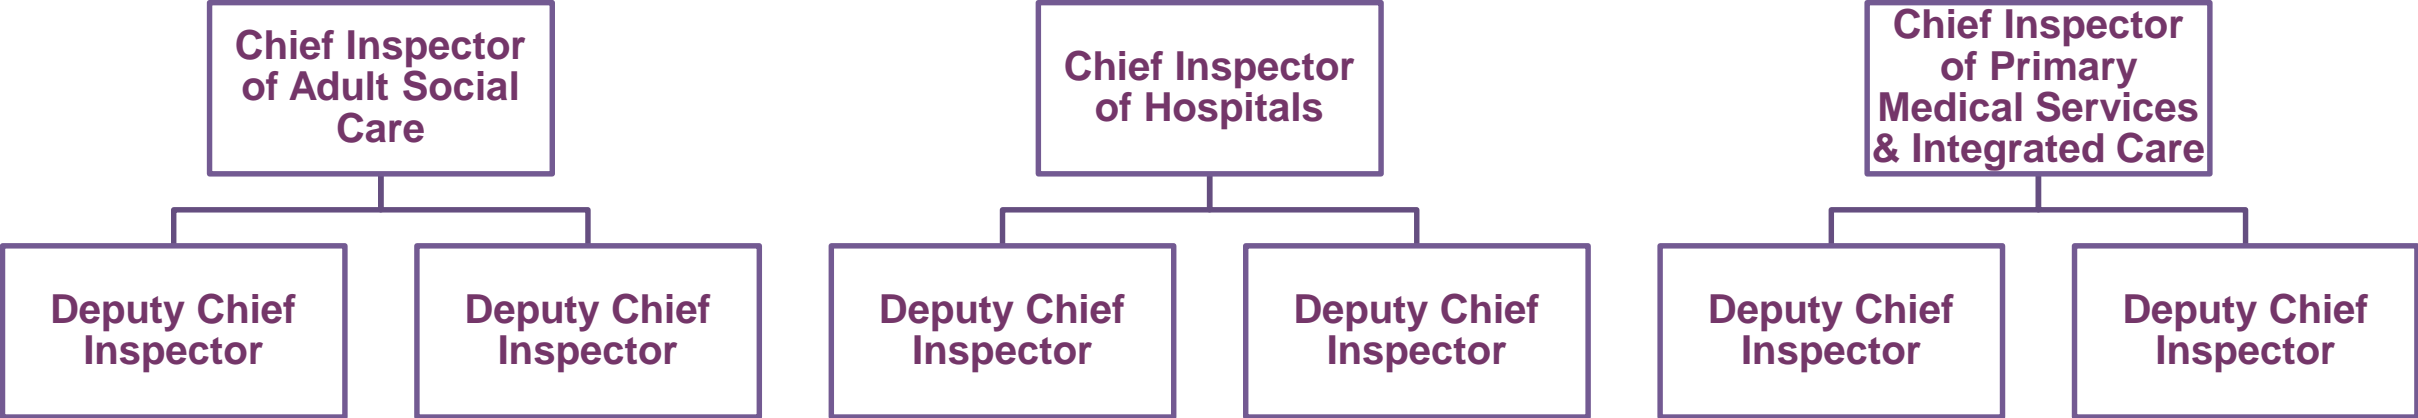 Chief Inspector
of Adult Social
Care
Chief Inspector
of Hospitals
Chief Inspector
of Primary
Medical Services
& Integrated Care
Deputy Chief
Inspector
Deputy Chief
Inspector
Deputy Chief
Inspector
Deputy Chief
Inspector
Deputy Chief
Inspector
Deputy Chief
Inspector